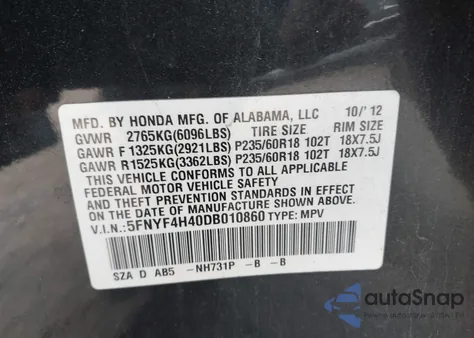 MFD. BY HONDA MFG. OF ALABAMA, LLC 10/'12
GVWR 2765KG(6096LBS) TIRE SIZE RIM SIZE
GAWR F 1325KG(2921LBS) P235/60R18 102T 18X7.5J
GAWR R 1525KG(3362LBS) P235/60R18 102T 18X7.5J
THIS VEHICLE CONFORMS TO ALL APPLICABLE
FEDERAL MOTOR VEHICLE SAFETY
AND THEFT PREVENTION STANDARDS IN EFFECT ON
THE DATE OF MANUFACTURE SHOWN ABOVE.
V.I.N.:5FNYF4H40DB010860 TYPE: MPV
SZA D AB5 -NH731P -B -B
autoSnap